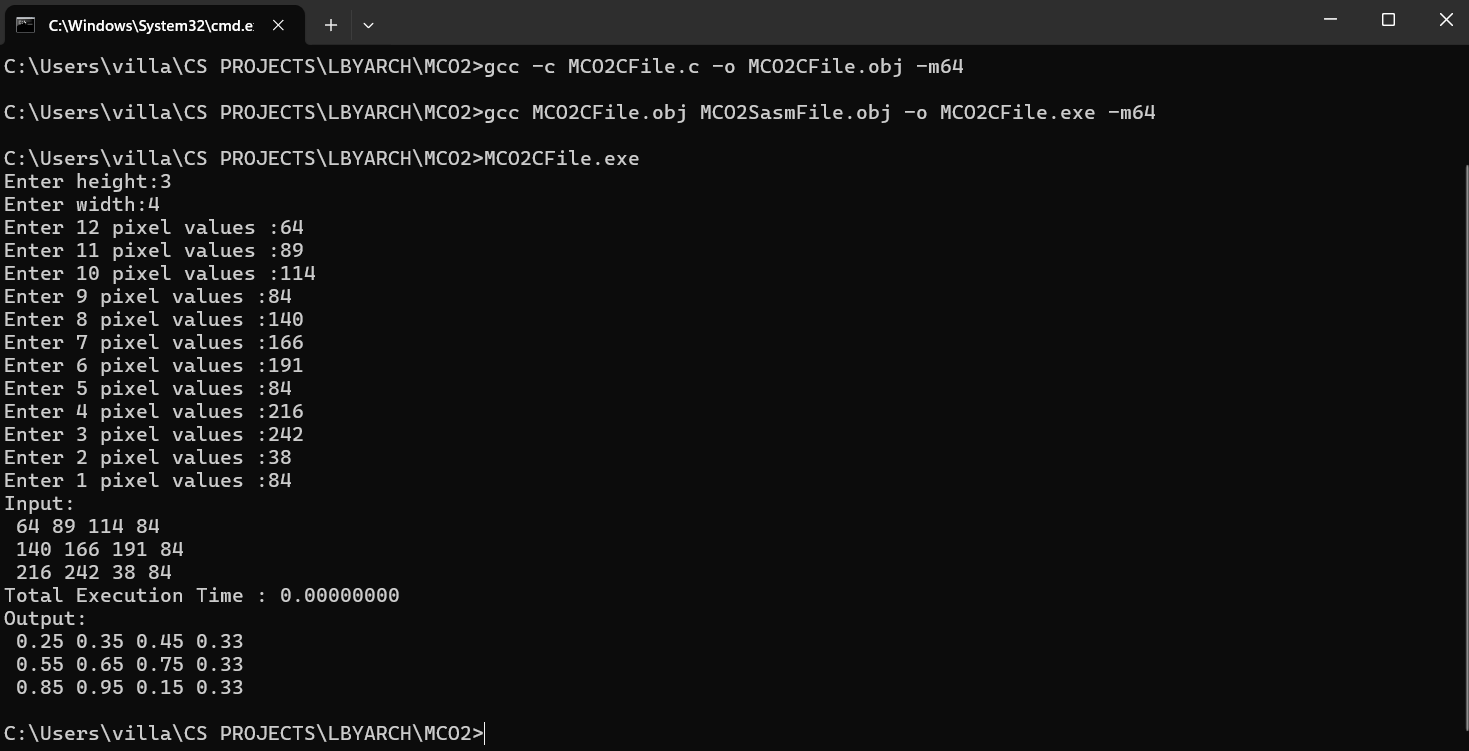 C:\Windows\System32\cmd.e
C:\Users\villa\CS PROJECTS\LBYARCH\MCO2>gcc -c MCO2CFile.c -o MCO2CFile.obj -m64
C:\Users\villa\CS PROJECTS\LBYARCH\MCO2>gcc MCO2CFile.obj MCO2SasmFile.obj -o MCO2CFile.exe -m64
C:\Users\villa\CS PROJECTS\LBYARCH\MCO2>MCO2CFile.exe
Enter height:3
Enter width:4
Enter 12 pixel values :64
Enter 11 pixel values :89
Enter 10 pixel values :114
Enter 9 pixel values :84
Enter 8 pixel values :140
Enter 7 pixel values :166
Enter 6 pixel values :191
Enter 5 pixel values :84
Enter 4 pixel values :216
Enter 3 pixel values :242
Enter 2 pixel values :38
Enter 1 pixel values :84
Input:
64 89 114 84
140 166 191 84
216 242 38 84
Total Execution Time : 0.00000000
Output:
0.25 0.35 0.45 0.33
0.55 0.65 0.75 0.33
0.85 0.95 0.15 0.33
C:\Users\villa\CS PROJECTS\LBYARCH\MCO2>